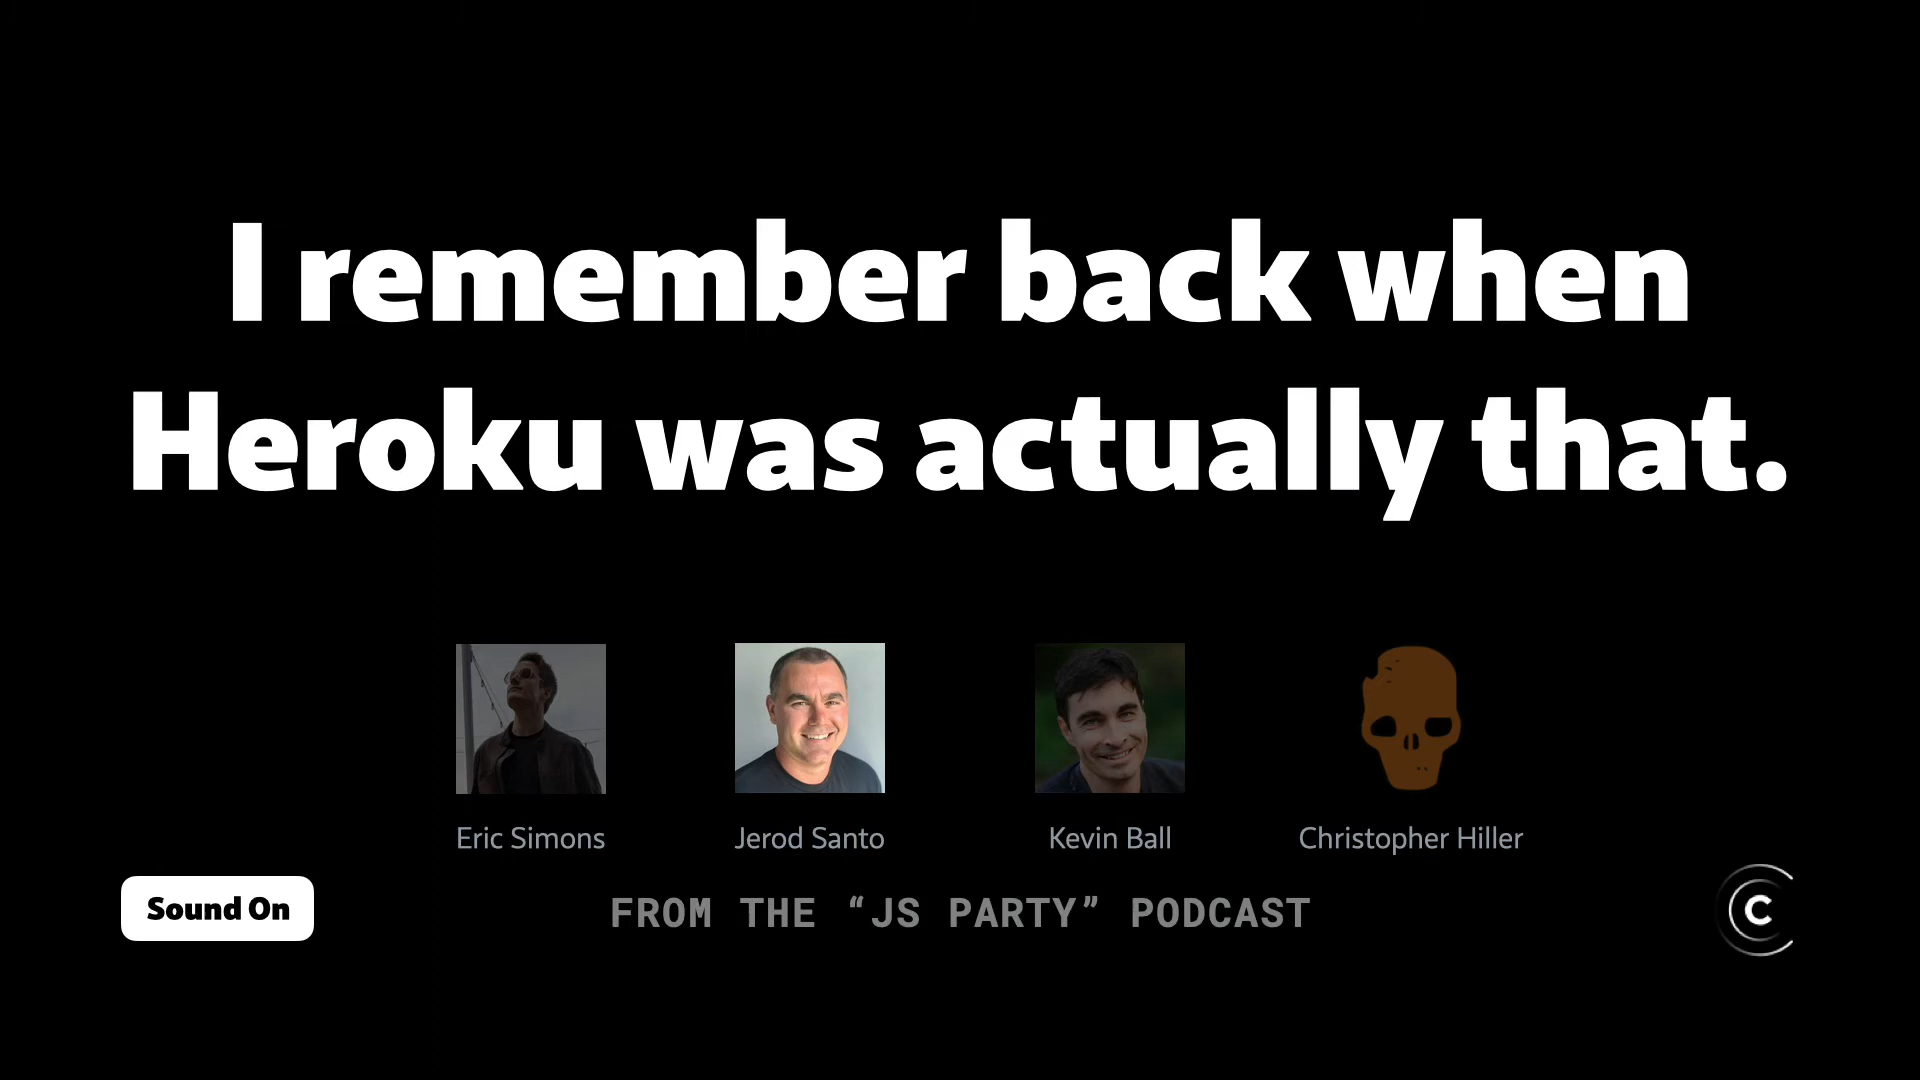 I remember back when
Heroku was actually that.
Eric Simons
Jerod Santo
Kevin Ball
Christopher Hiller
Sound On
FROM THE “JS PARTY” PODCAST
C